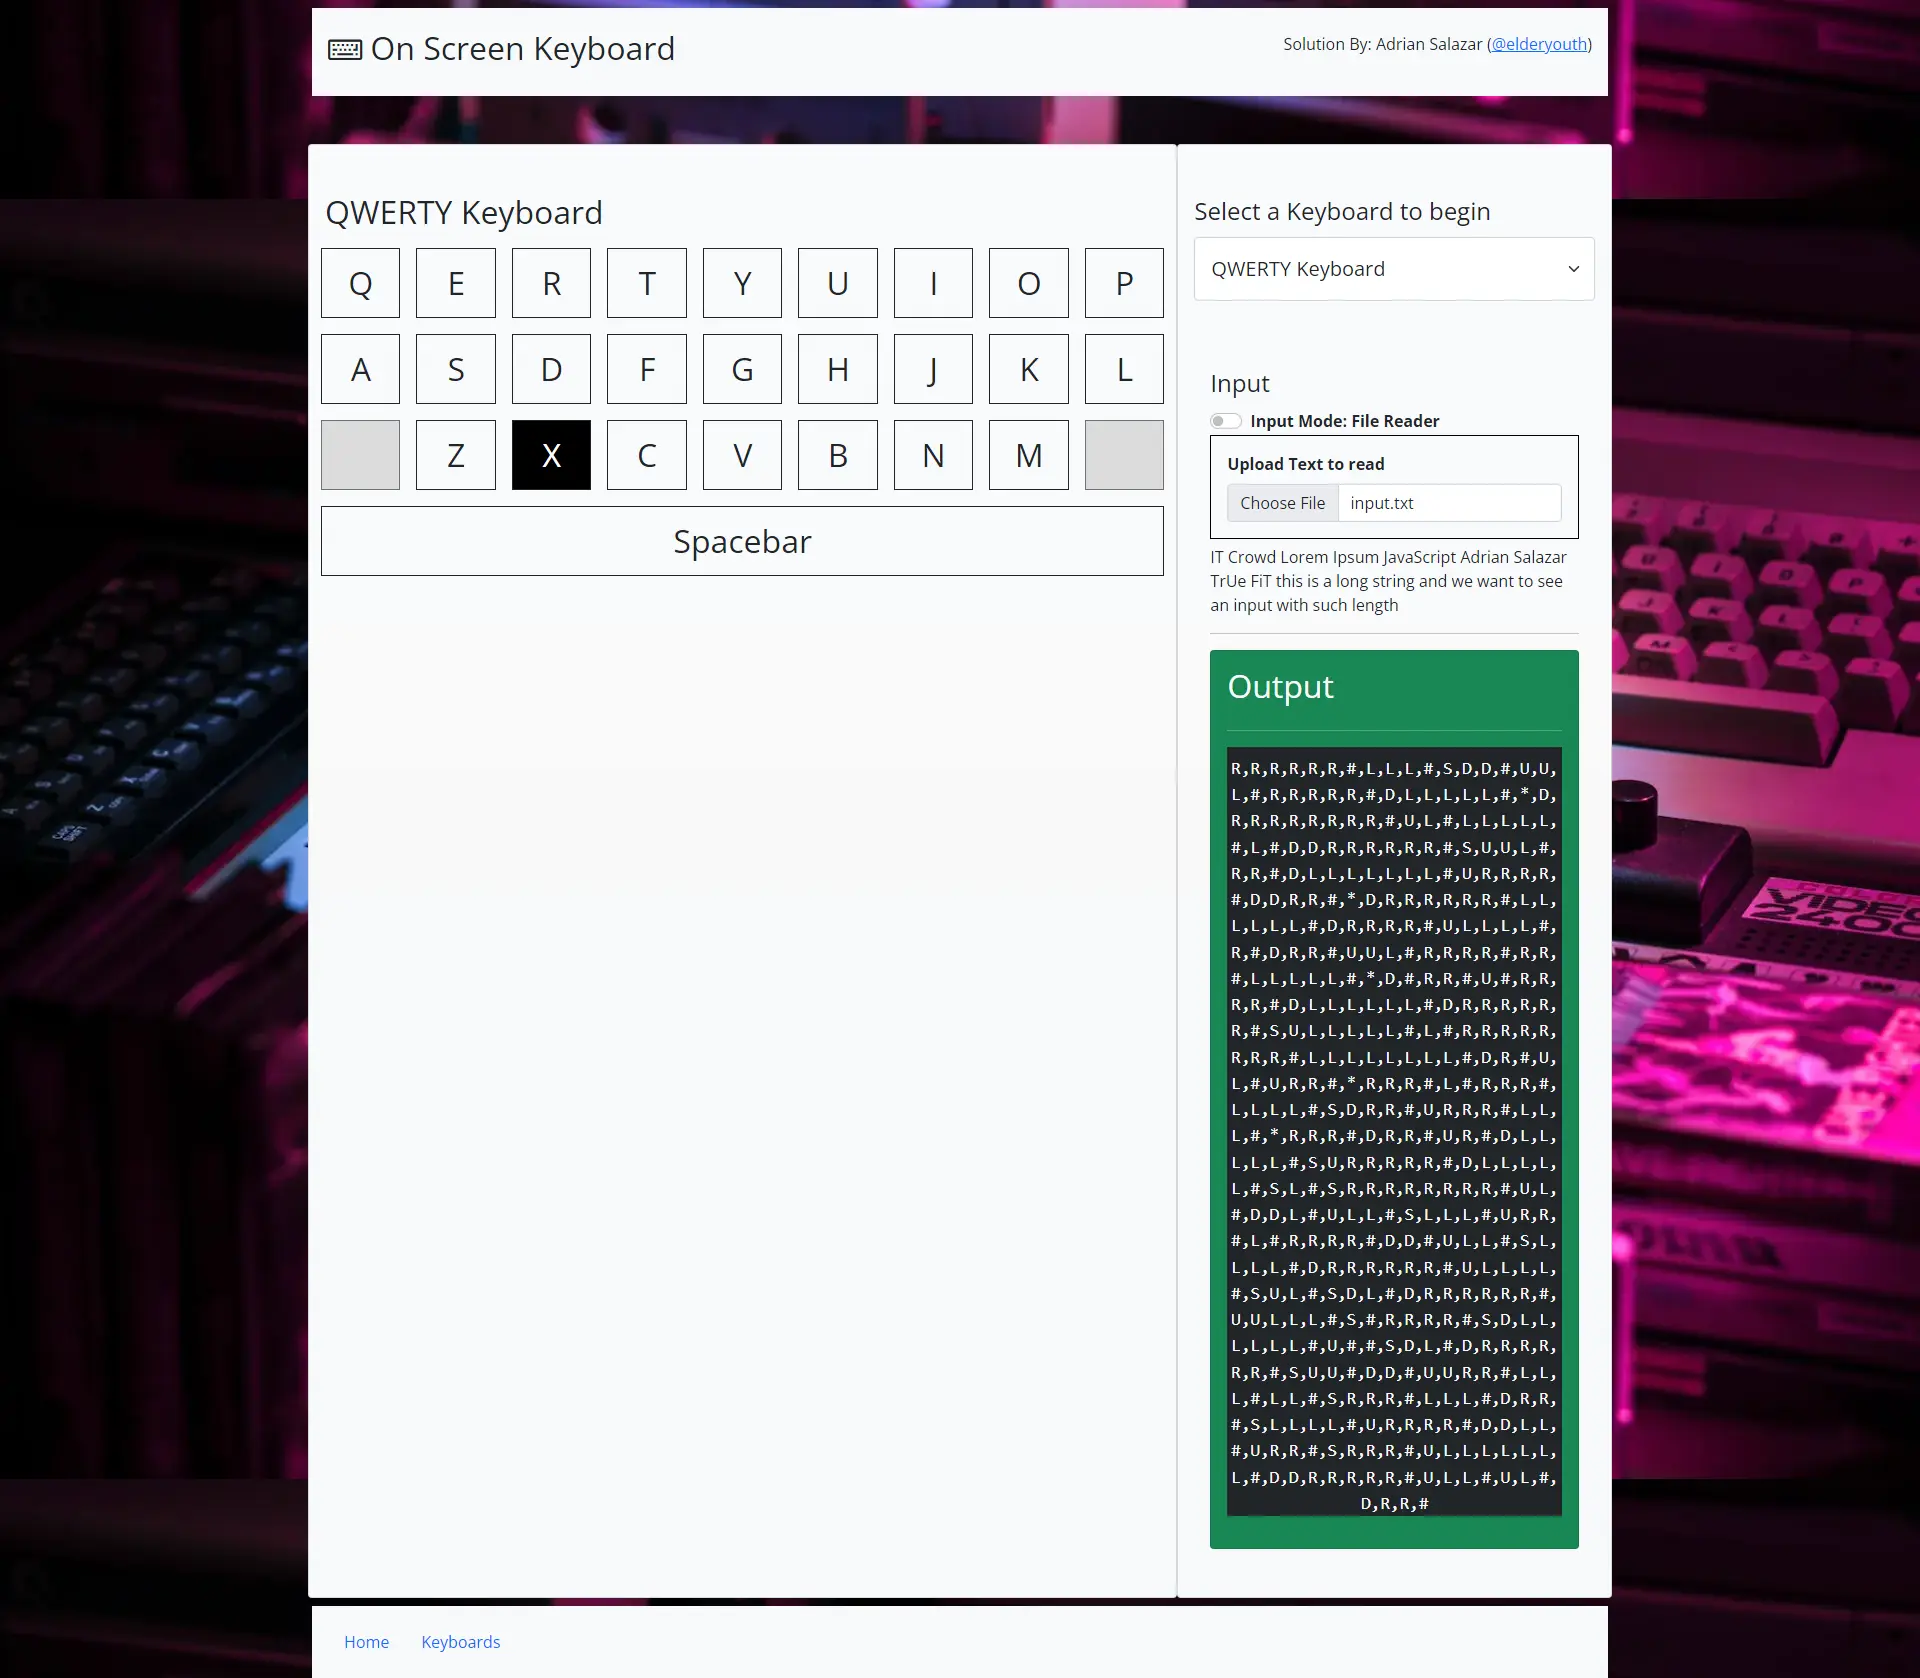 On Screen Keyboard
Solution By: Adrian Salazar (@elderyouth)
QWERTY Keyboard
Q E R T Y U I O P
A S D F G H J K L
Z X C V B N M
Spacebar
Select a Keyboard to begin
QWERTY Keyboard
Input
Input Mode: File Reader
Upload Text to read
Choose File input.txt
IT Crowd Lorem Ipsum JavaScript Adrian Salazar
TrUe FiT this is a long string and we want to see
an input with such length
Output
R,R,R,R,R,R,#,L,L,L,#,S,D,D,#,U,U,
L,#,R,R,R,R,R,#,D,L,L,L,L,L,#,*,D,
R,R,R,R,R,R,R,R,#,U,L,#,L,L,L,L,L,
#,L,#,D,D,R,R,R,R,R,R,#,S,U,U,L,#,
R,R,#,D,L,L,L,L,L,L,L,#,U,R,R,R,R,
#,D,D,R,R,#,*,D,R,R,R,R,R,R,#,L,L,
L,L,L,L,#,D,R,R,R,R,#,U,L,L,L,L,#,
R,#,D,R,R,#,U,U,L,#,R,R,R,R,#,R,R,
#,L,L,L,L,L,#,*,D,#,R,R,#,U,#,R,R,
R,R,#,D,L,L,L,L,L,L,#,D,R,R,R,R,R,
R,#,S,U,L,L,L,L,L,#,L,#,R,R,R,R,R,
R,R,R,#,L,L,L,L,L,L,L,L,#,D,R,#,U,
L,#,U,R,R,#,*,R,R,R,#,L,#,R,R,R,#,
L,L,L,L,#,S,D,R,R,#,U,R,R,R,#,L,L,
L,#,*,R,R,R,#,D,R,R,#,U,R,#,D,L,L,
L,L,L,#,S,U,R,R,R,R,R,#,D,L,L,L,L,
L,#,S,L,#,S,R,R,R,R,R,R,R,R,#,U,L,
#,D,D,L,#,U,L,L,#,S,L,L,L,#,U,R,R,
#,L,#,R,R,R,R,#,D,D,#,U,L,L,#,S,L,
L,L,L,#,D,R,R,R,R,R,R,#,U,L,L,L,L,
#,S,U,L,#,S,D,L,#,D,R,R,R,R,R,R,#,
U,U,L,L,L,#,S,#,R,R,R,R,#,S,D,L,L,
L,L,L,L,#,U,#,#,S,D,L,#,D,R,R,R,R,
R,R,#,S,U,U,#,D,D,#,U,U,R,R,#,L,L,
L,#,L,L,#,S,R,R,R,#,L,L,L,#,D,R,R,
#,S,L,L,L,L,#,U,R,R,R,R,#,D,D,L,L,
#,U,R,R,#,S,R,R,R,#,U,L,L,L,L,L,L,
L,#,D,D,R,R,R,R,R,#,U,L,L,#,U,L,#,
D,R,R,#
Home Keyboards